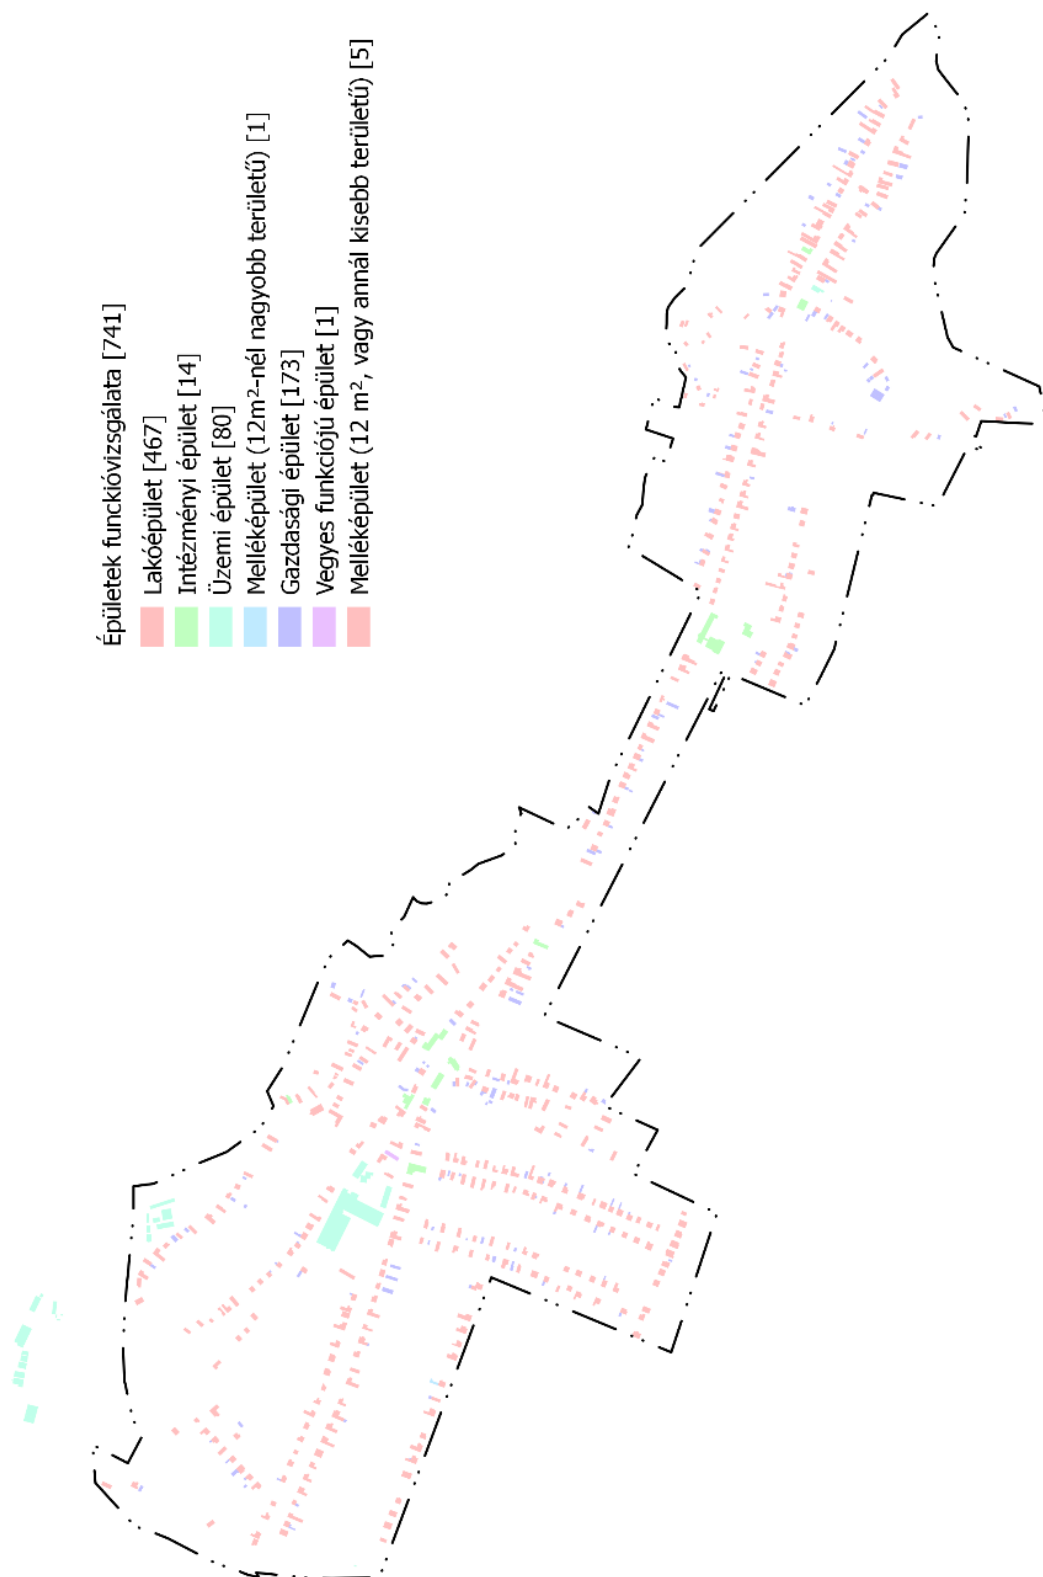 Épületek funckióvizsgálata [741]
Lakóépület [467]
Intézményi épület [14]
Üzemi épület [80]
Melléképület (12m²-nél nagyobb területű) [1]
Gazdasági épület [173]
Vegyes funkciójú épület [1]
Melléképület (12 m², vagy annál kisebb területű) [5]